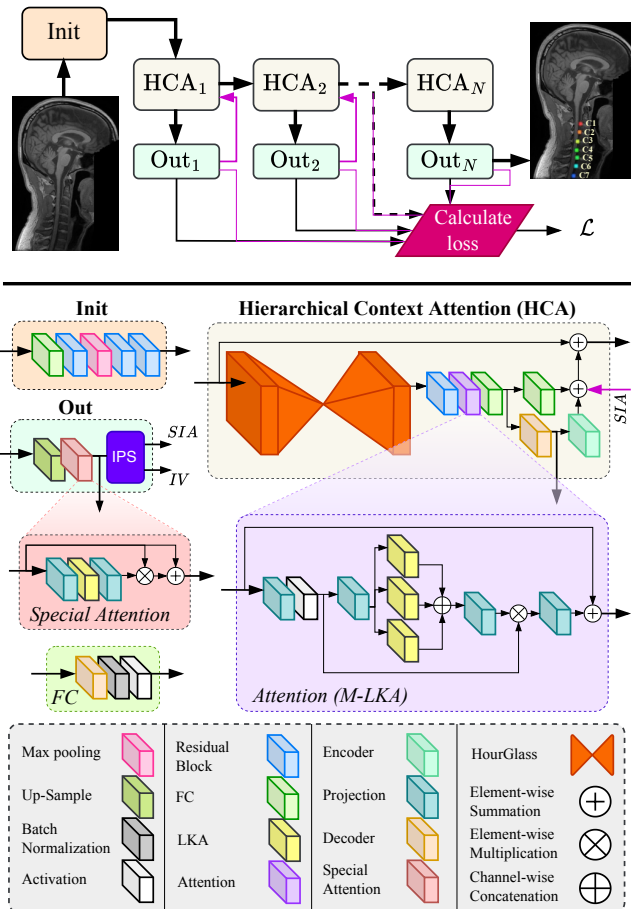 Init
HCA1
HCA2
HCAN
Out1
Out2
OutN
C1
C2
C3
C4
C5
C6
C7
Calculate
loss
ℒ
Init
Hierarchical Context Attention (HCA)
SIA
Out
IPS
SIA
IV
Special Attention
FC
Attention (M-LKA)
Max pooling
Residual
Block
Encoder
HourGlass
Up-Sample
FC
Projection
Element-wise
Summation
Batch
Normalization
LKA
Decoder
Element-wise
Multiplication
Activation
Attention
Special
Attention
Channel-wise
Concatenation